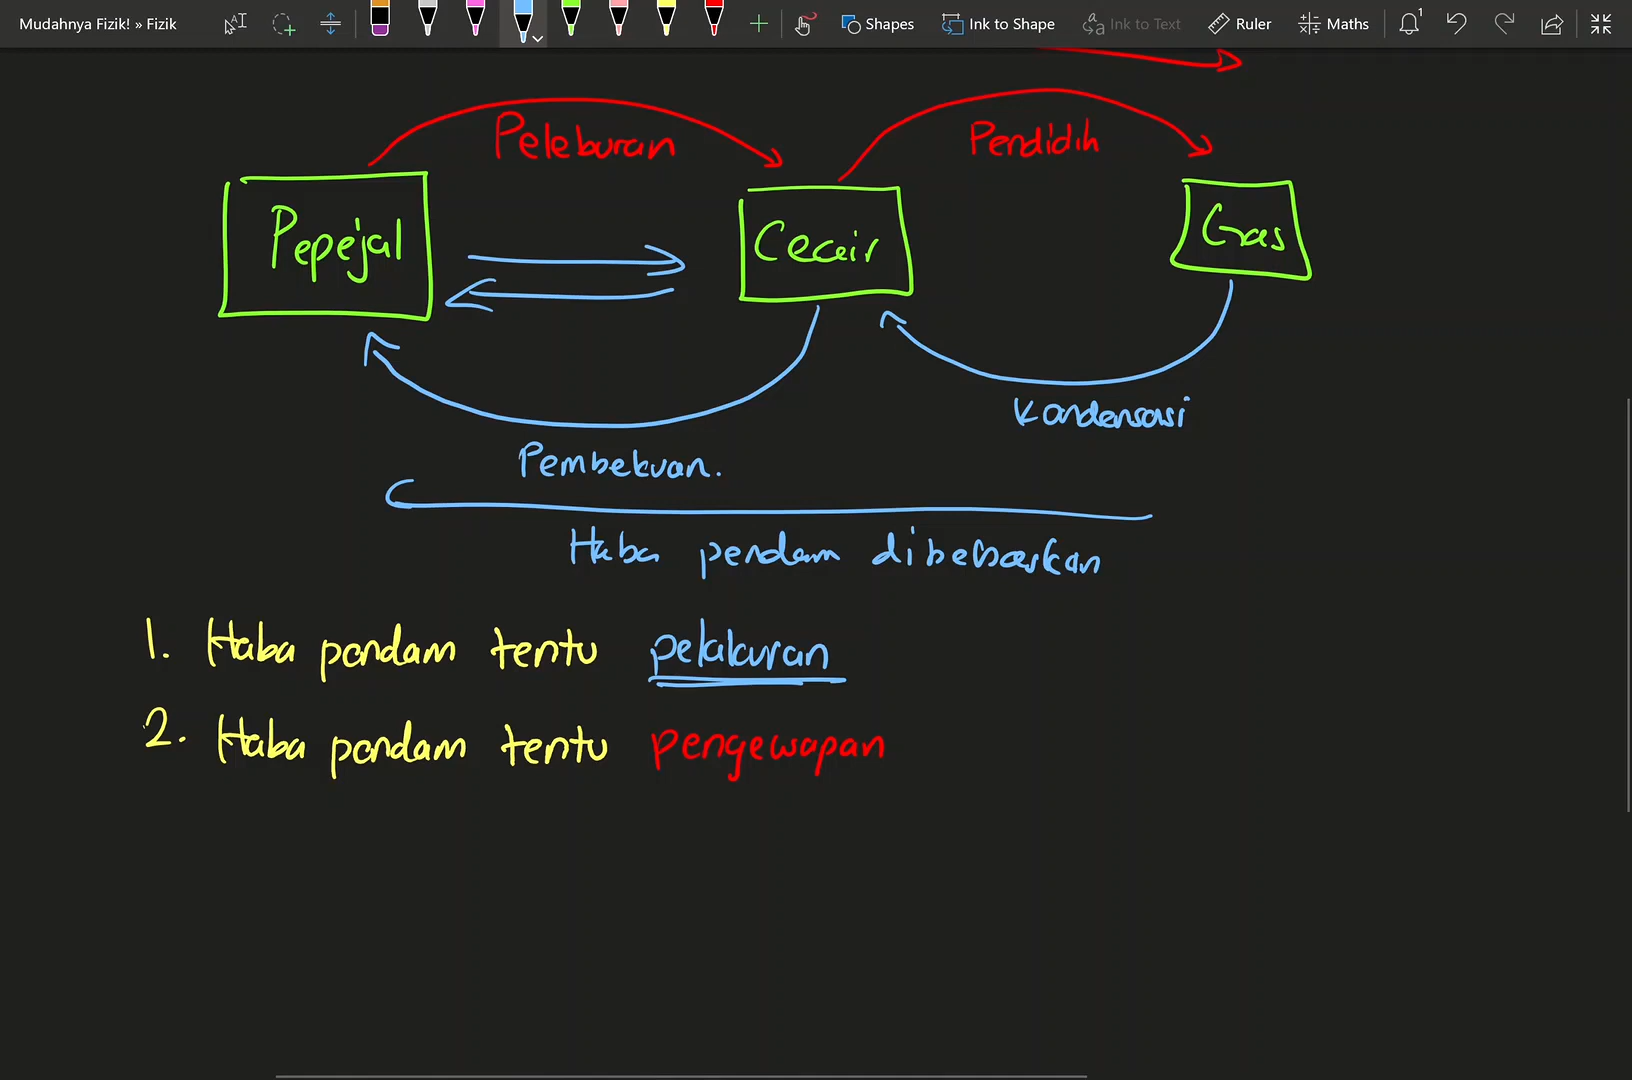 Mudahnya Fizik! » Fizik
Shapes
Ink to Shape
Ink to Text
Ruler
Maths
1
Peleburan
Pendidih
Pepejal
Cecair
Gas
Kondensasi
Pembekuan.
Haba pendam dibebaskan
1. Haba pendam tentu pelakuran
2. Haba pendam tentu pengewapan